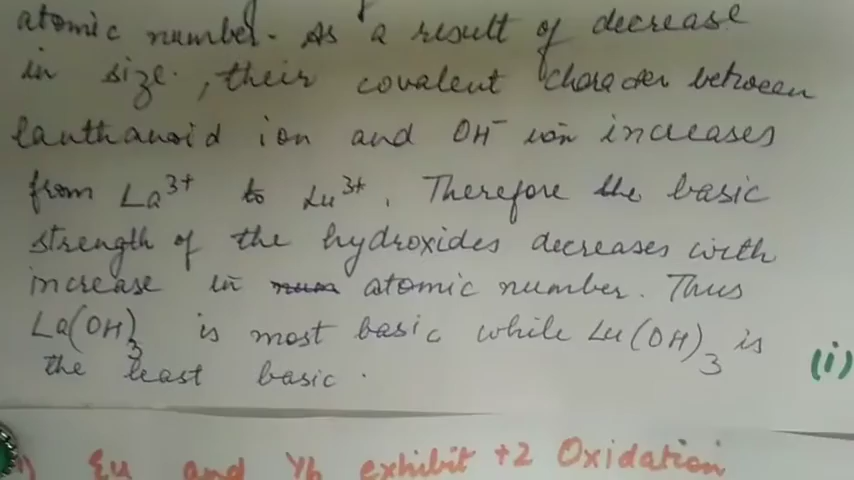 atomic number. As a result of decrease
in size, their covalent character between
lanthanoid ion and OH⁻ ion increases
from La³⁺ to Lu³⁺. Therefore the basic
strength of the hydroxides decreases with
increase in atomic number. Thus
La(OH)₃ is most basic while Lu(OH)₃ is
the least basic.
(i)
Eu and Yb exhibit +2 Oxidation